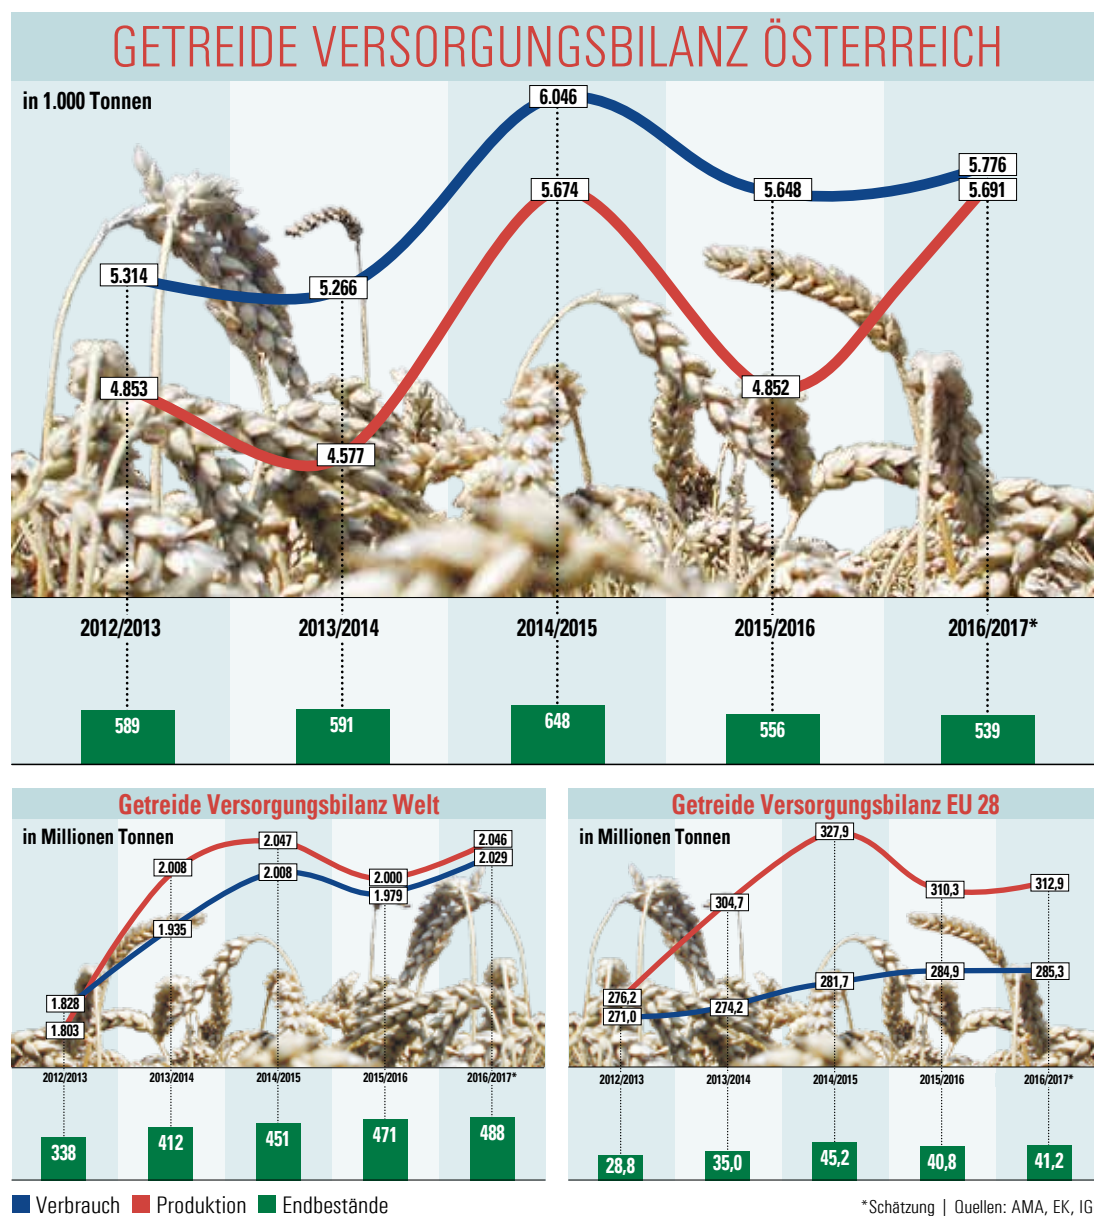 GETREIDE VERSORGUNGSBILANZ ÖSTERREICH
in 1.000 Tonnen
6.046
5.776
5.674
5.648
5.691
5.314
5.266
4.853
4.852
4.577
2012/2013 2013/2014 2014/2015 2015/2016 2016/2017*
589 591 648 556 539
Getreide Versorgungsbilanz Welt
in Millionen Tonnen
2.047
2.046
2.008
2.008
2.000
2.029
1.979
1.935
1.828
1.803
2012/2013 2013/2014 2014/2015 2015/2016 2016/2017*
338 412 451 471 488
Getreide Versorgungsbilanz EU 28
in Millionen Tonnen
327,9
304,7
310,3
312,9
276,2
271,0
274,2
281,7
284,9
285,3
2012/2013 2013/2014 2014/2015 2015/2016 2016/2017*
28,8 35,0 45,2 40,8 41,2
Verbrauch Produktion Endbestände
*Schätzung | Quellen: AMA, EK, IG